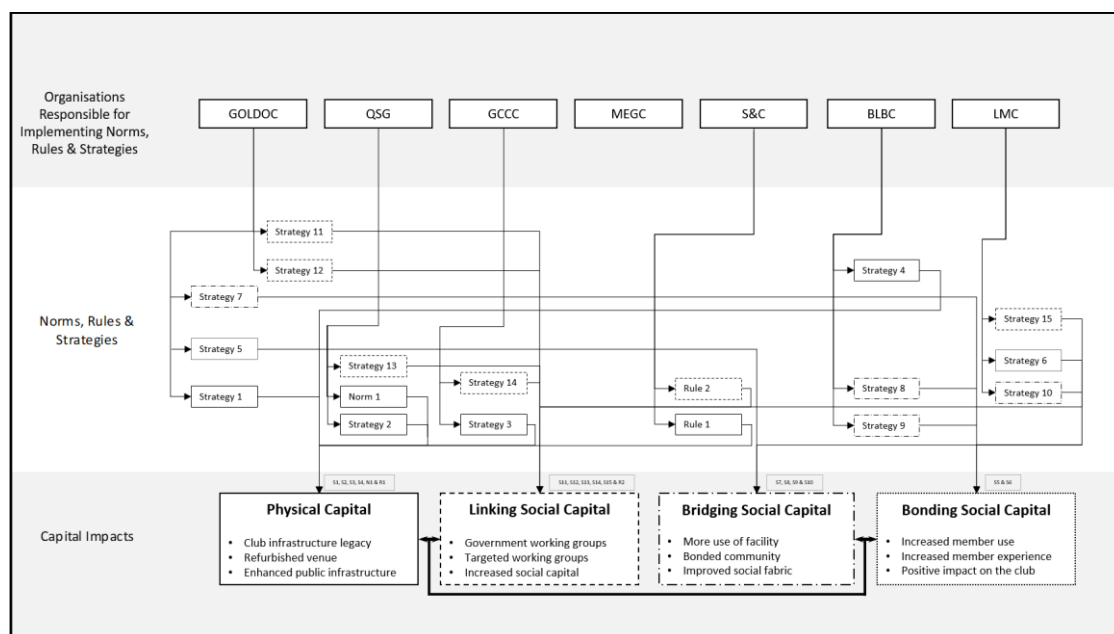 Organisations
Responsible for
Implementing Norms,
Rules & Strategies
GOLDOC
QSG
GCCC
MEGC
S&C
BLBC
LMC
Norms, Rules &
Strategies
Strategy 11
Strategy 12
Strategy 4
Strategy 7
Strategy 15
Strategy 5
Strategy 13
Strategy 6
Strategy 14
Rule 2
Strategy 8
Strategy 10
Strategy 1
Norm 1
Strategy 2
Strategy 3
Rule 1
Strategy 9
Capital Impacts
S1, S2, S3, S4, N1 & R1
S11, S12, S13, S14, S15 & R2
S7, S8, S9 & S10
S5 & S6
Physical Capital
• Club infrastructure legacy
• Refurbished venue
• Enhanced public infrastructure
Linking Social Capital
• Government working groups
• Targeted working groups
• Increased social capital
Bridging Social Capital
• More use of facility
• Bonded community
• Improved social fabric
Bonding Social Capital
• Increased member use
• Increased member experience
• Positive impact on the club